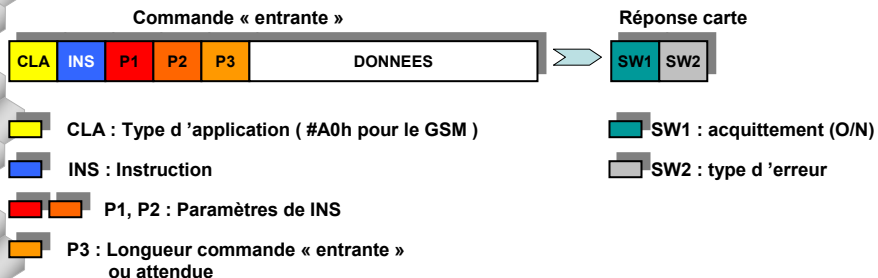 Commande « entrante »
Réponse carte
CLA INS P1 P2 P3 DONNEES SW1 SW2
CLA : Type d ’application ( #A0h pour le GSM )
SW1 : acquittement (O/N)
INS : Instruction
SW2 : type d ’erreur
P1, P2 : Paramètres de INS
P3 : Longueur commande « entrante »
ou attendue